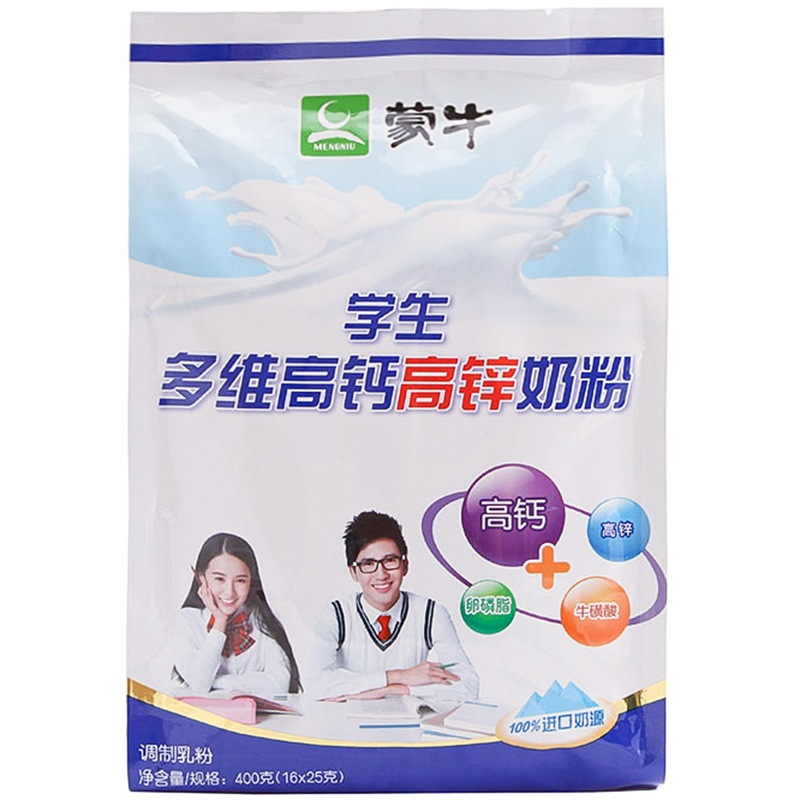 MENGNIU
蒙牛
学生
多维高钙高锌奶粉
高钙
高锌
卵磷脂
牛磺酸
100%进口奶源
调制乳粉
净含量/规格：400克(16x25克)